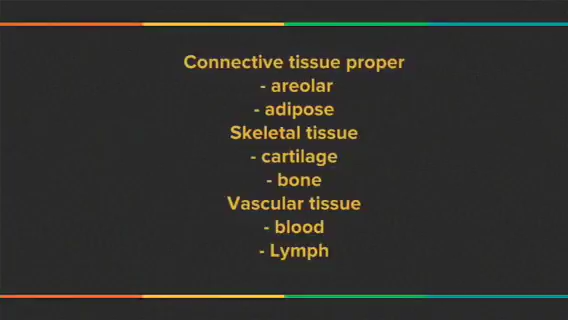 Connective tissue proper
- areolar
- adipose
Skeletal tissue
- cartilage
- bone
Vascular tissue
- blood
- Lymph